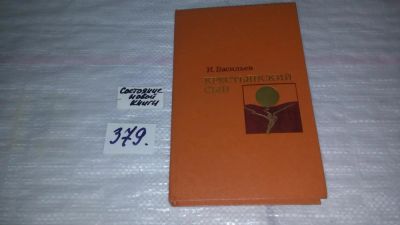 Состояние
новой
книги
379.
И. Васильев
КРЕСТЬЯНСКИЙ
СЫН